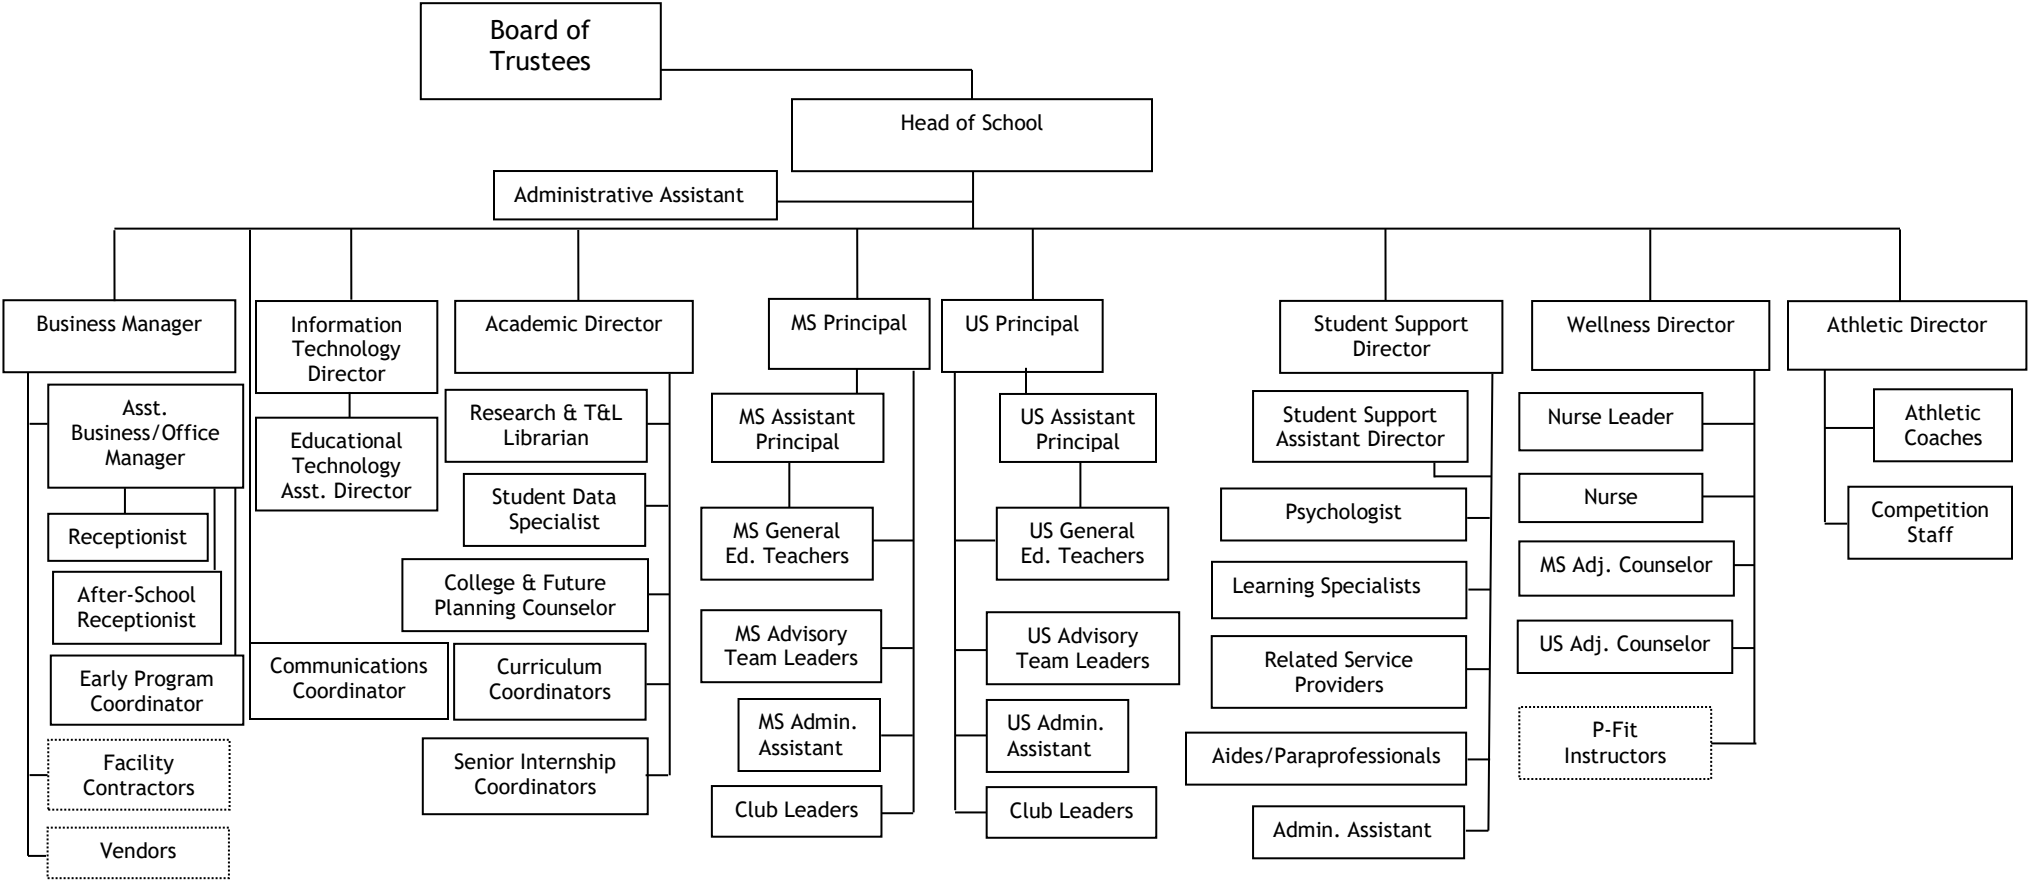 Board of
Trustees
Head of School
Administrative Assistant
Business Manager
Asst.
Business/Office
Manager
Receptionist
After-School
Receptionist
Early Program
Coordinator
Facility
Contractors
Vendors
Communications
Coordinator
Information
Technology
Director
Educational
Technology
Asst. Director
Academic Director
Research & T&L
Librarian
Student Data
Specialist
College & Future
Planning Counselor
Curriculum
Coordinators
Senior Internship
Coordinators
MS Principal
MS Assistant
Principal
MS General
Ed. Teachers
MS Advisory
Team Leaders
MS Admin.
Assistant
Club Leaders
US Principal
US Assistant
Principal
US General
Ed. Teachers
US Advisory
Team Leaders
US Admin.
Assistant
Club Leaders
Student Support
Director
Student Support
Assistant Director
Psychologist
Learning Specialists
Related Service
Providers
Aides/Paraprofessionals
Admin. Assistant
Wellness Director
Nurse Leader
Nurse
MS Adj. Counselor
US Adj. Counselor
P-Fit
Instructors
Athletic Director
Athletic
Coaches
Competition
Staff